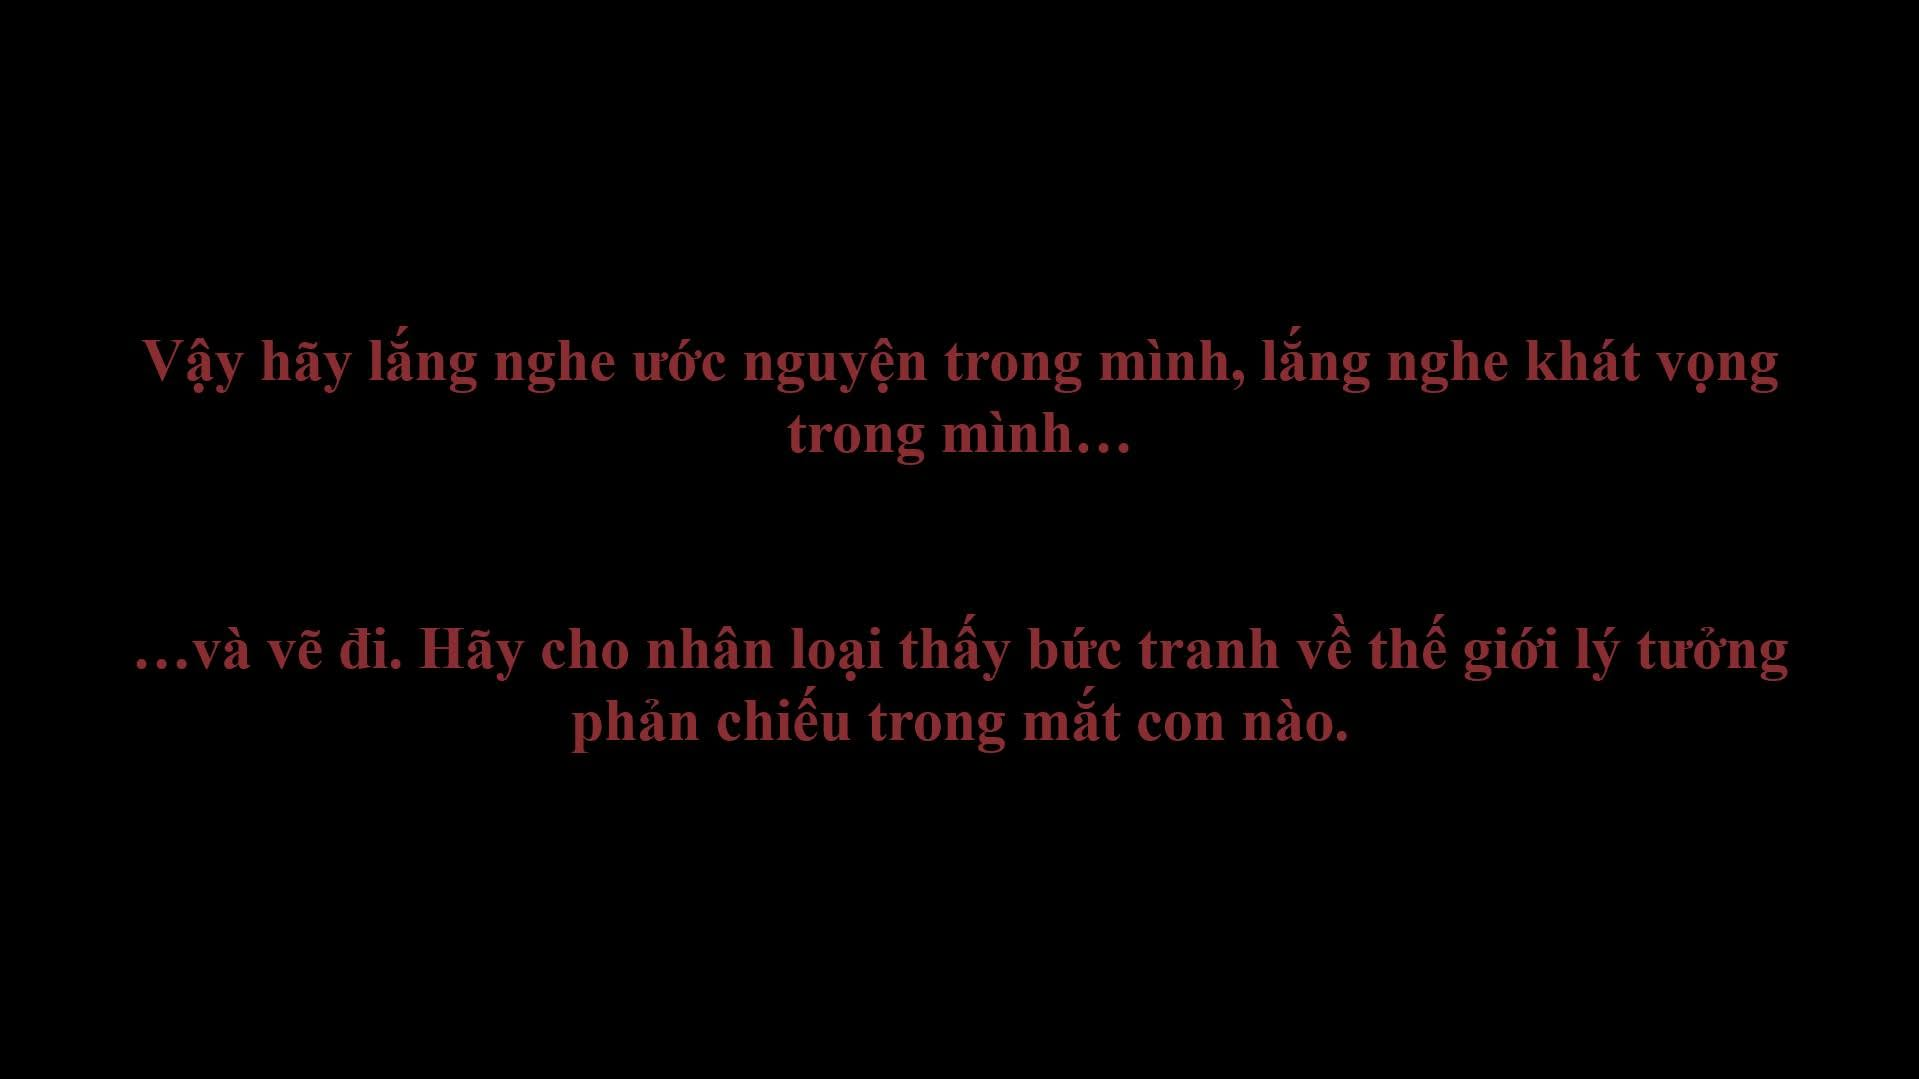 Vậy hãy lắng nghe ước nguyện trong mình, lắng nghe khát vọng
trong mình…
…và vẽ đi. Hãy cho nhân loại thấy bức tranh về thế giới lý tưởng
phản chiếu trong mắt con nào.